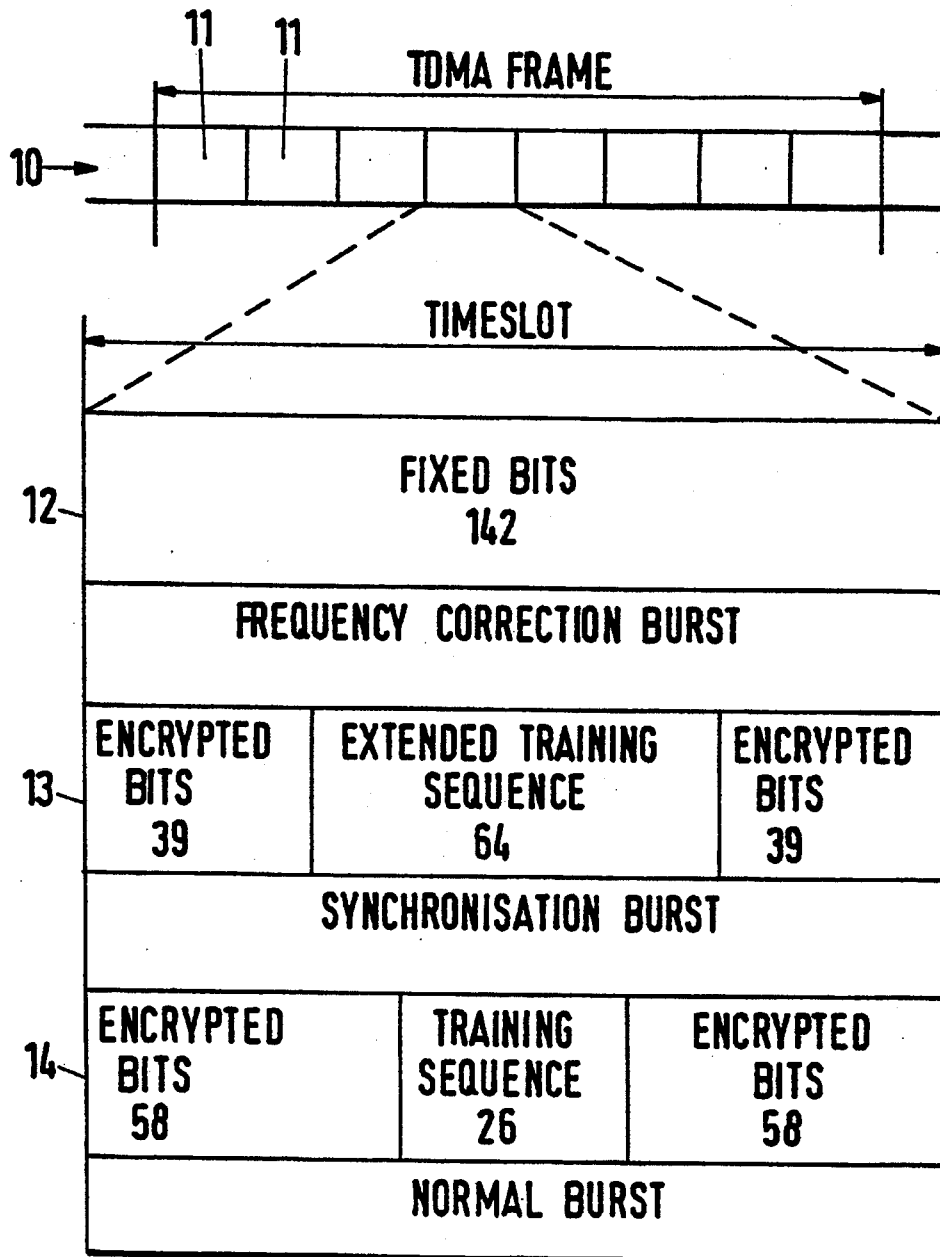 11 11
TDMA FRAME
10
TIMESLOT
12
FIXED BITS
142
FREQUENCY CORRECTION BURST
13
ENCRYPTED
BITS
39
EXTENDED TRAINING
SEQUENCE
64
ENCRYPTED
BITS
39
SYNCHRONISATION BURST
14
ENCRYPTED
BITS
58
TRAINING
SEQUENCE
26
ENCRYPTED
BITS
58
NORMAL BURST